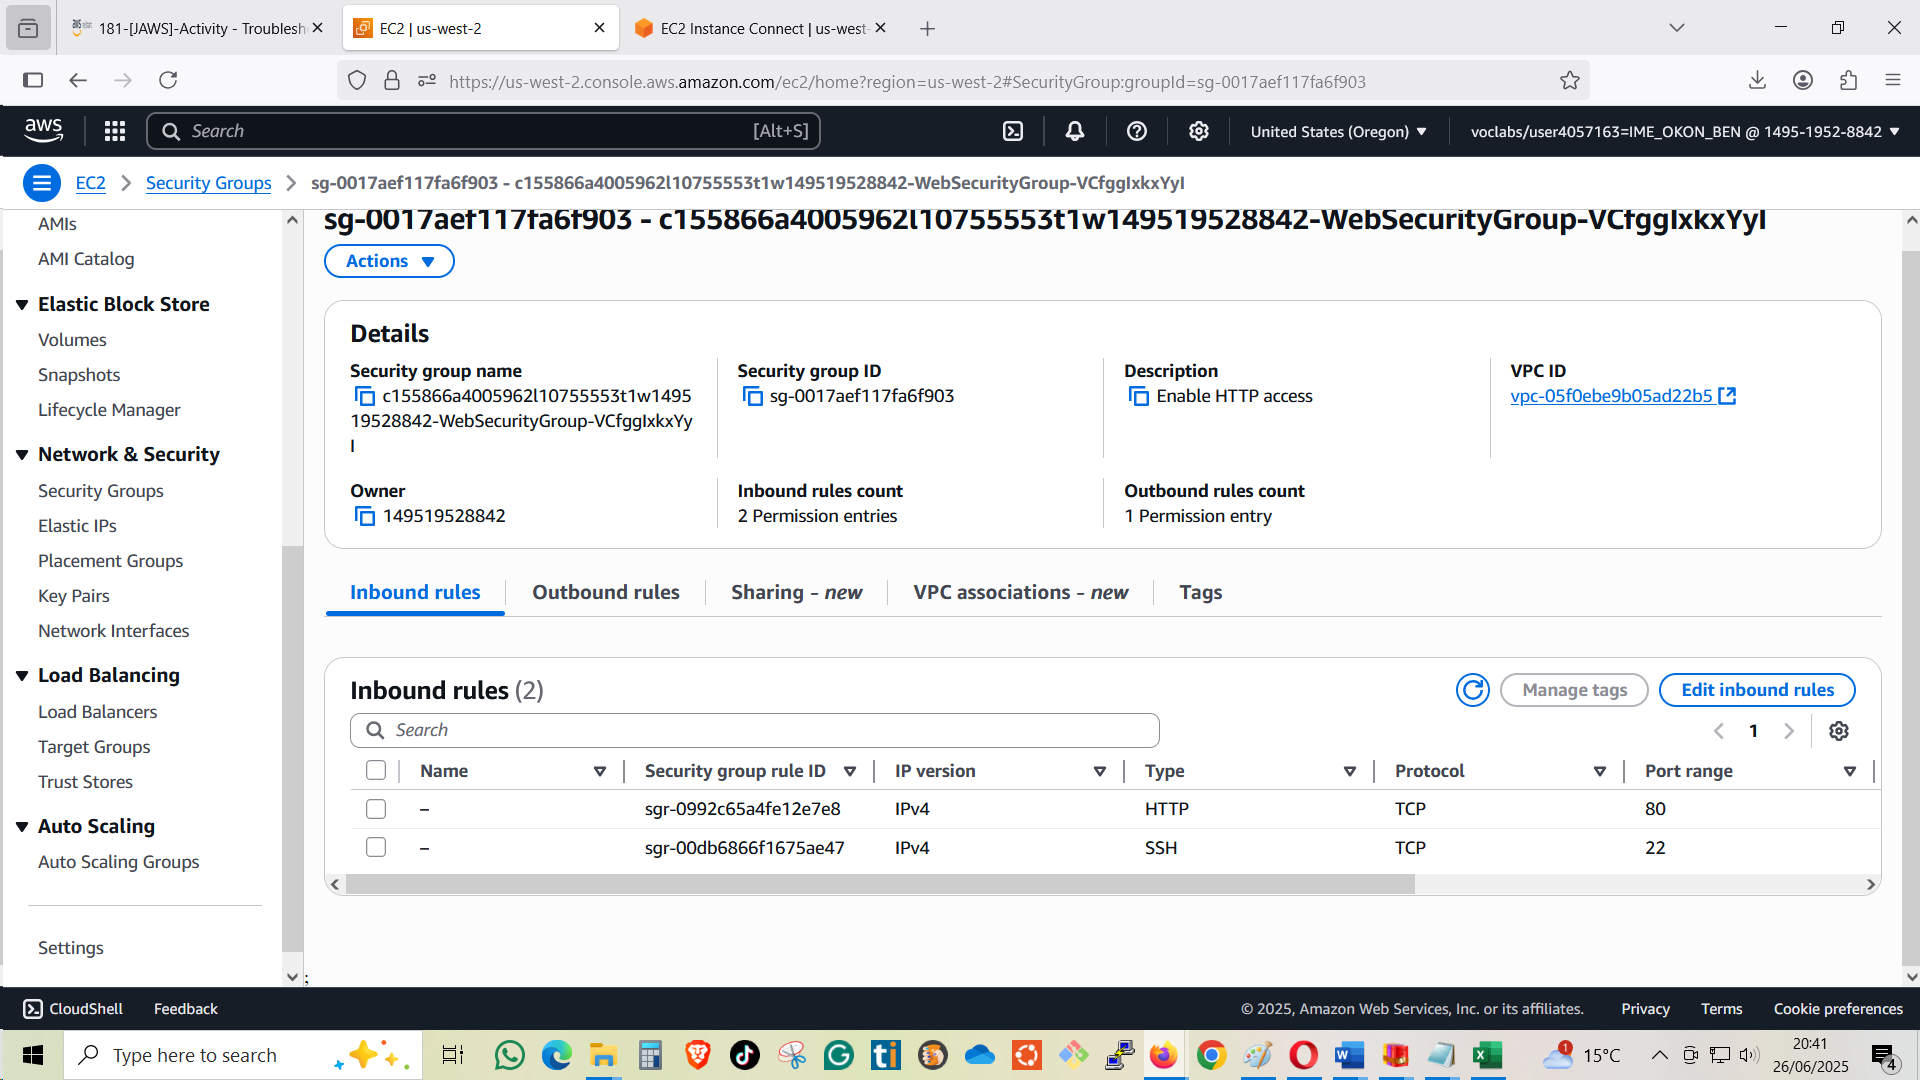 181-[JAWS]-Activity - Troublesh
EC2 | us-west-2
EC2 Instance Connect | us-west-
https://us-west-2.console.aws.amazon.com/ec2/home?region=us-west-2#SecurityGroup:groupId=sg-0017aef117fa6f903
aws
Search
[Alt+S]
United States (Oregon)
voclabs/user4057163=IME_OKON_BEN @ 1495-1952-8842
EC2
Security Groups
sg-0017aef117fa6f903 - c155866a4005962l10755553t1w149519528842-WebSecurityGroup-VCfggIxkxYyI
AMIs
AMI Catalog
Elastic Block Store
Volumes
Snapshots
Lifecycle Manager
Network & Security
Security Groups
Elastic IPs
Placement Groups
Key Pairs
Network Interfaces
Load Balancing
Load Balancers
Target Groups
Trust Stores
Auto Scaling
Auto Scaling Groups
Settings
sg-0017aef117fa6f903 - c155866a4005962l10755553t1w149519528842-WebSecurityGroup-VCfggIxkxYyI
Actions
Details
Security group name
c155866a4005962l10755553t1w1495
19528842-WebSecurityGroup-VCfggIxkxYy
I
Security group ID
sg-0017aef117fa6f903
Description
Enable HTTP access
VPC ID
vpc-05f0ebe9b05ad22b5
Owner
149519528842
Inbound rules count
2 Permission entries
Outbound rules count
1 Permission entry
Inbound rules
Outbound rules
Sharing - new
VPC associations - new
Tags
Inbound rules (2)
Manage tags
Edit inbound rules
Search
1
Name
Security group rule ID
IP version
Type
Protocol
Port range
– sgr-0992c65a4fe12e7e8 IPv4 HTTP TCP 80
– sgr-00db6866f1675ae47 IPv4 SSH TCP 22
;
CloudShell
Feedback
© 2025, Amazon Web Services, Inc. or its affiliates.
Privacy
Terms
Cookie preferences
Type here to search
1
15°C
20:41
26/06/2025
4